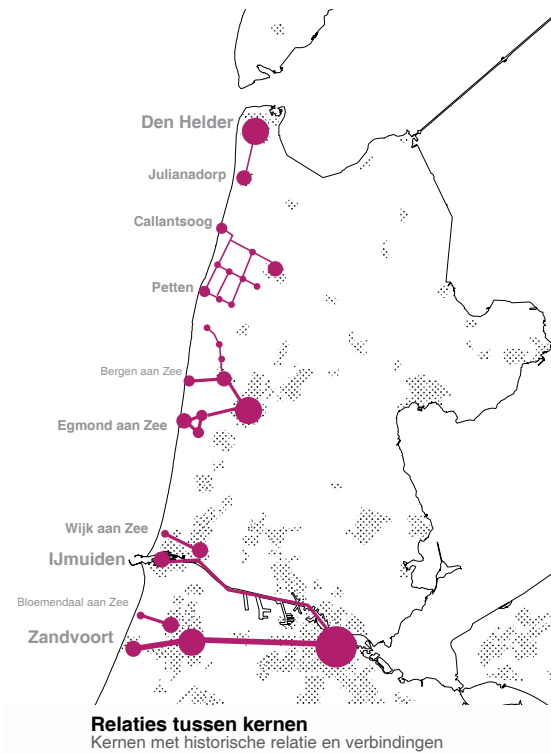 Den Helder
Julianadorp
Callantsoog
Petten
Bergen aan Zee
Egmond aan Zee
Wijk aan Zee
IJmuiden
Bloemendaal aan Zee
Zandvoort
Relaties tussen kernen
Kernen met historische relatie en verbindingen